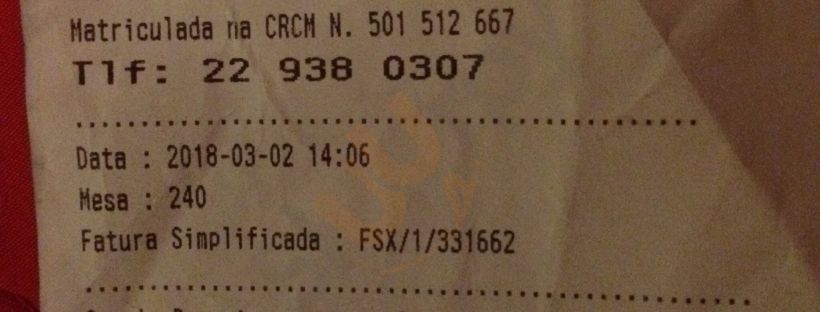 Matriculada na CRCM N. 501 512 667
Tlf: 22 938 0307
Data : 2018-03-02 14:06
Mesa : 240
Fatura Simplificada : FSX/1/331662